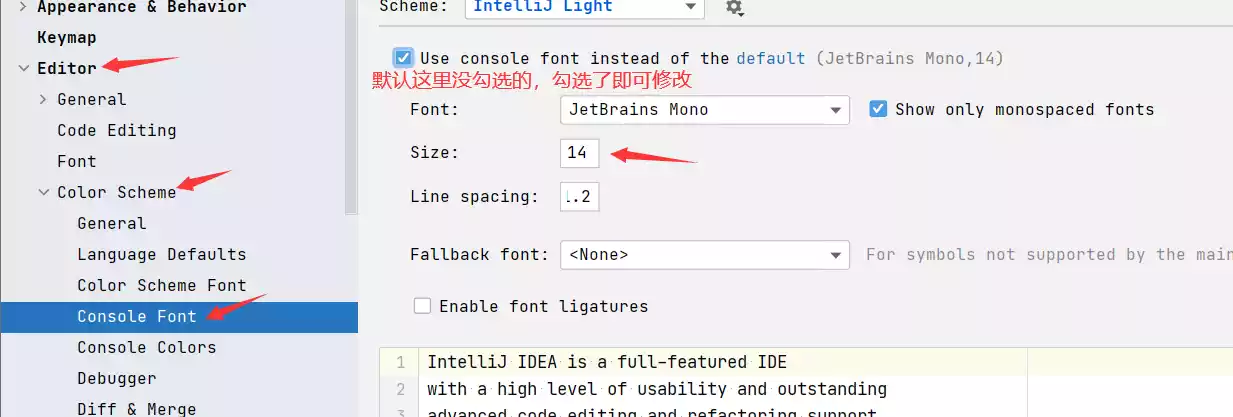 Appearance & Behavior
Keymap
Editor
General
Code Editing
Font
Color Scheme
General
Language Defaults
Color Scheme Font
Console Font
Console Colors
Debugger
Diff & Merge
Scheme: IntelliJ Light
Use console font instead of the default (JetBrains Mono,14)
默认这里没勾选的，勾选了即可修改
Font: JetBrains Mono Show only monospaced fonts
Size: 14
Line spacing: 1.2
Fallback font: <None> For symbols not supported by the main
Enable font ligatures
1 IntelliJ IDEA is a full-featured IDE
2 with a high level of usability and outstanding
3 advanced code editing and refactoring support